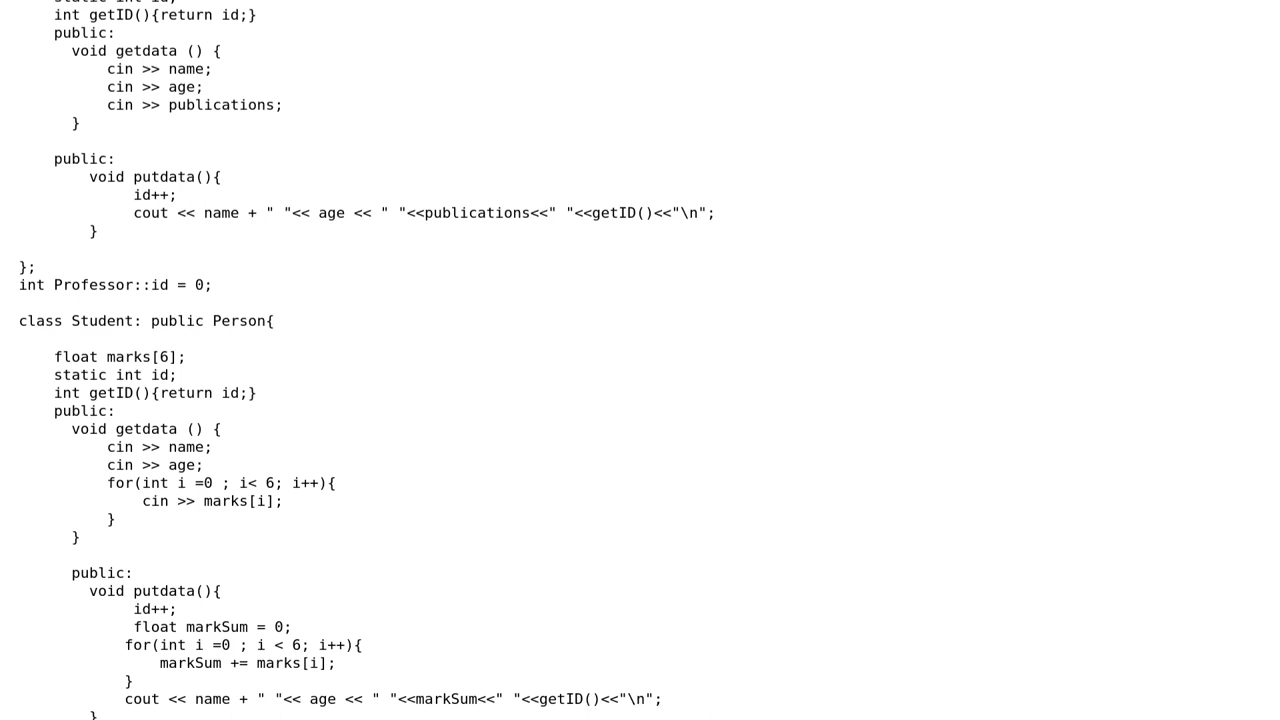 static int id;
int getID(){return id;}
public:
void getdata () {
cin >> name;
cin >> age;
cin >> publications;
}
public:
void putdata(){
id++;
cout << name + " "<< age << " "<<publications<<" "<<getID()<<"\n";
}
};
int Professor::id = 0;
class Student: public Person{
float marks[6];
static int id;
int getID(){return id;}
public:
void getdata () {
cin >> name;
cin >> age;
for(int i =0 ; i< 6; i++){
cin >> marks[i];
}
}
public:
void putdata(){
id++;
float markSum = 0;
for(int i =0 ; i < 6; i++){
markSum += marks[i];
}
cout << name + " "<< age << " "<<markSum<<" "<<getID()<<"\n";
}